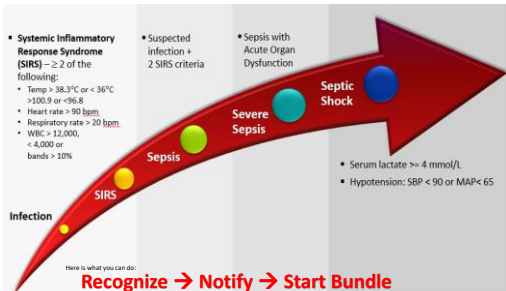 ▪ Systemic Inflammatory
Response Syndrome
(SIRS) – ≥ 2 of the
following:
• Temp > 38.3°C or < 36°C
>100.9 or <96.8
• Heart rate > 90 bpm
• Respiratory rate > 20 bpm
• WBC > 12,000,
< 4,000 or
bands > 10%
▪ Suspected
infection +
2 SIRS criteria
▪ Sepsis with
Acute Organ
Dysfunction
Infection
SIRS
Sepsis
Severe
Sepsis
Septic
Shock
▪ Serum lactate >= 4 mmol/L
▪ Hypotension: SBP < 90 or MAP< 65
Here is what you can do:
Recognize → Notify → Start Bundle